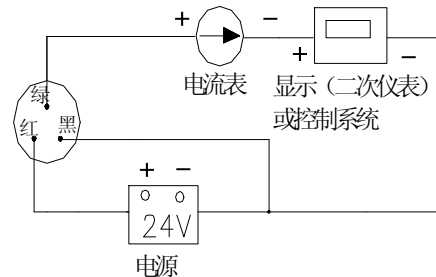 + −
+ −
电流表
显示（二次仪表）
或控制系统
绿
红 黑
+ −
24V
电源